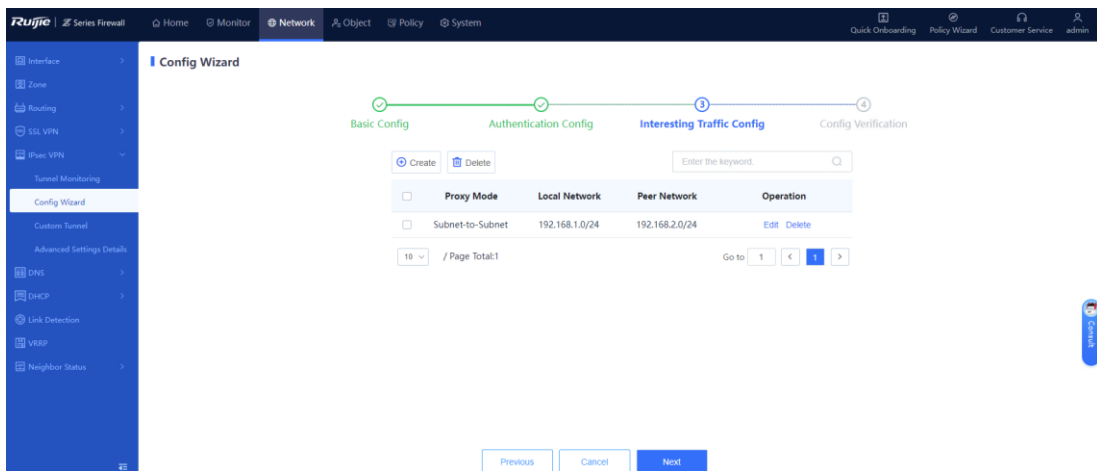 Ruijie | Z Series Firewall
Home
Monitor
Network
Object
Policy
System
Quick Onboarding
Policy Wizard
Customer Service
admin
Interface
Zone
Routing
SSL VPN
IPsec VPN
Tunnel Monitoring
Config Wizard
Custom Tunnel
Advanced Settings Details
DNS
DHCP
Link Detection
VRRP
Neighbor Status
Config Wizard
3 4
Basic Config Authentication Config Interesting Traffic Config Config Verification
Create Delete Enter the keyword.
Proxy Mode Local Network Peer Network Operation
Subnet-to-Subnet 192.168.1.0/24 192.168.2.0/24 Edit Delete
10 / Page Total:1 Go to 1 < 1 >
Consult
Previous Cancel Next